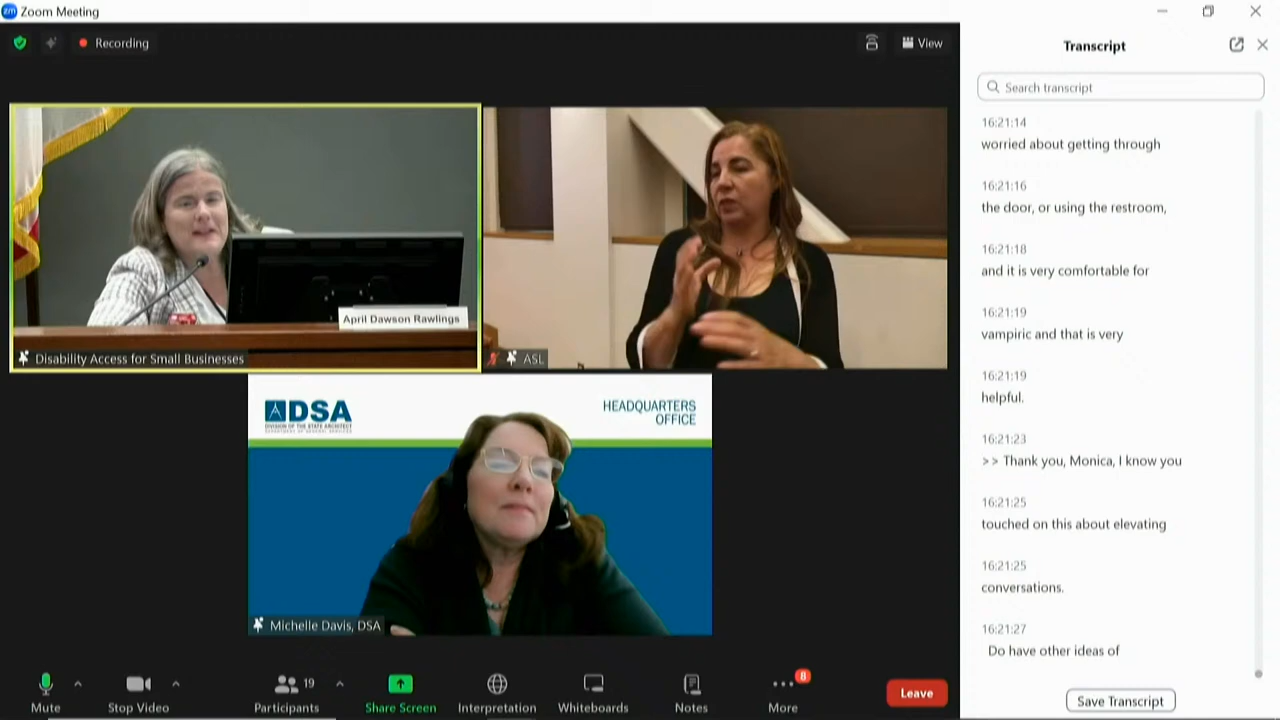 zm Zoom Meeting
Recording
View
April Dawson Rawlings
Disability Access for Small Businesses
ASL
DSA
DIVISION OF THE STATE ARCHITECT
HEADQUARTERS
OFFICE
Michelle Davis, DSA
Mute
Stop Video
19
Participants
Share Screen
Interpretation
Whiteboards
Notes
8
More
Leave
Transcript
Search transcript
16:21:14
worried about getting through
16:21:16
the door, or using the restroom,
16:21:18
and it is very comfortable for
16:21:19
vampiric and that is very
16:21:19
helpful.
16:21:23
>> Thank you, Monica, I know you
16:21:25
touched on this about elevating
16:21:25
conversations.
16:21:27
Do have other ideas of
Save Transcript